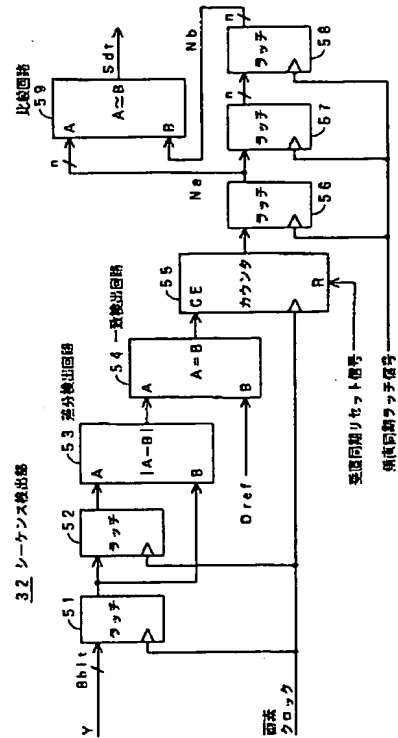 32 シーケンス検出部
Y
8bit
51
ラッチ
52
ラッチ
53 差分検出回路
A
|A-B|
B
54 一致検出回路
A
A=B
B
Dref
55
CE
カウンタ
R
56
ラッチ
57
ラッチ
n
58
ラッチ
n
Na
Nb
n
比較回路
59
A
A≃B
B
Sdt
画素
クロック
垂直同期リセット信号
垂直同期ラッチ信号